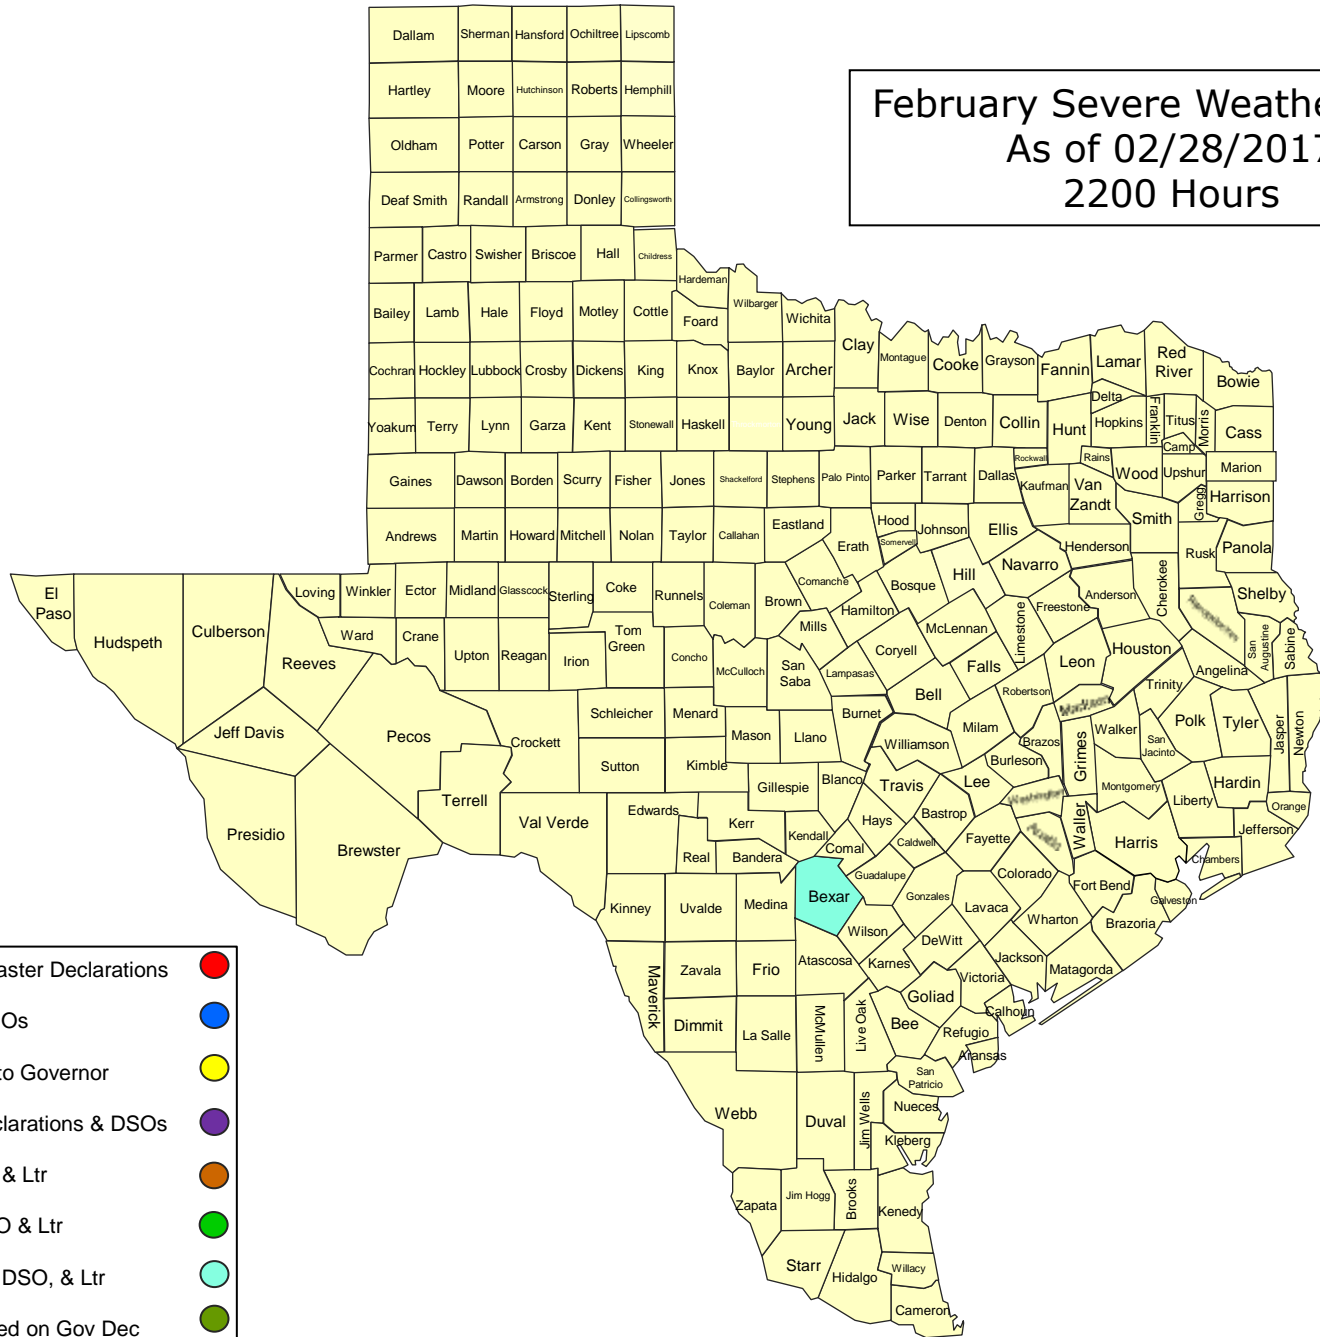 Dallam Sherman Hansford Ochiltree Lipscomb
February Severe Weathe
As of 02/28/2017
2200 Hours
Hartley Moore Hutchinson Roberts Hemphill
Oldham Potter Carson Gray Wheeler
Deaf Smith Randall Armstrong Donley Collingsworth
Parmer Castro Swisher Briscoe Hall Childress
Hardeman
Bailey Lamb Hale Floyd Motley Cottle Foard Wilbarger Wichita
Clay Montague Cooke Grayson Fannin Lamar Red River Bowie
Cochran Hockley Lubbock Crosby Dickens King Knox Baylor Archer
Delta
Yoakum Terry Lynn Garza Kent Stonewall Haskell Young Jack Wise Denton Collin Hunt Hopkins Franklin Titus Morris Cass
Camp
Rockwall Rains
Gaines Dawson Borden Scurry Fisher Jones Shackelford Stephens Palo Pinto Parker Tarrant Dallas Kaufman Van Zandt Wood Upshur Marion
Gregg Harrison
Andrews Martin Howard Mitchell Nolan Taylor Callahan Eastland Erath Hood Somervell Johnson Ellis Henderson Smith Rusk Panola
El Paso Hudspeth Culberson Loving Winkler Ector Midland Glasscock Sterling Coke Runnels Coleman Brown Comanche Hamilton Bosque Hill Navarro Freestone Anderson Cherokee Shelby
Reeves Ward Crane Upton Reagan Irion Tom Green Concho McCulloch San Saba Mills Lampasas Coryell McLennan Limestone Falls Leon Houston Angelina San Augustine Sabine
Jeff Davis Pecos Crockett Schleicher Menard Mason Llano Burnet Bell Milam Robertson Trinity
Williamson Brazos Grimes Walker San Jacinto Polk Tyler Jasper Newton
Sutton Kimble Gillespie Blanco Travis Lee Burleson Washington Montgomery Liberty Hardin Orange
Presidio Brewster Terrell Val Verde Edwards Kerr Kendall Hays Bastrop Caldwell Fayette Waller Harris Jefferson
Real Bandera Comal Guadalupe Gonzales Colorado Fort Bend Chambers Galveston
Kinney Uvalde Medina Bexar Wilson Lavaca Wharton Brazoria
Maverick Zavala Frio Atascosa Karnes DeWitt Victoria Jackson Matagorda
Dimmit La Salle McMullen Live Oak Bee Goliad Refugio Calhoun
Aransas
San Patricio
Webb Duval Jim Wells Nueces
Kleberg
Zapata Jim Hogg Brooks Kenedy
Starr Hidalgo Willacy
Cameron
aster Declarations
Os
to Governor
clarations & DSOs
& Ltr
O & Ltr
DSO, & Ltr
ed on Gov Dec